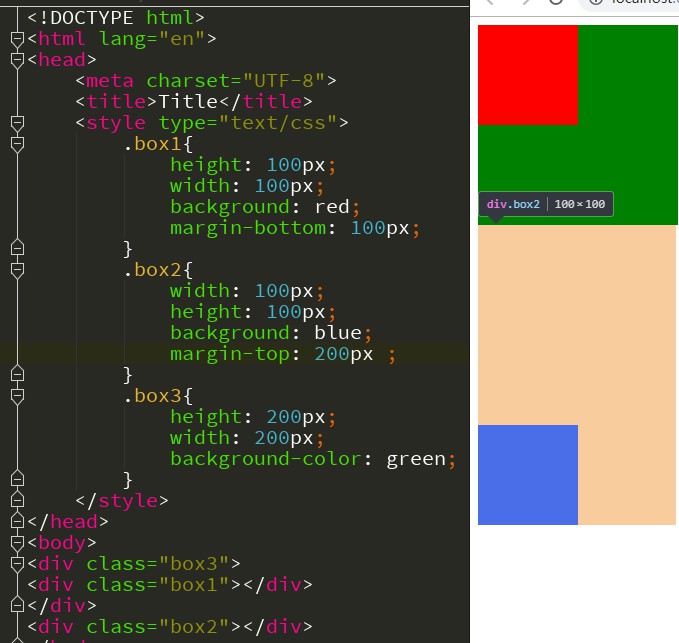 <!DOCTYPE html>
<html lang="en">
<head>
<meta charset="UTF-8">
<title>Title</title>
<style type="text/css">
.box1{
height: 100px;
width: 100px;
background: red;
margin-bottom: 100px;
}
.box2{
width: 100px;
height: 100px;
background: blue;
margin-top: 200px ;
}
.box3{
height: 200px;
width: 200px;
background-color: green;
}
</style>
</head>
<body>
<div class="box3">
<div class="box1"></div>
</div>
<div class="box2"></div>
div.box2 | 100×100